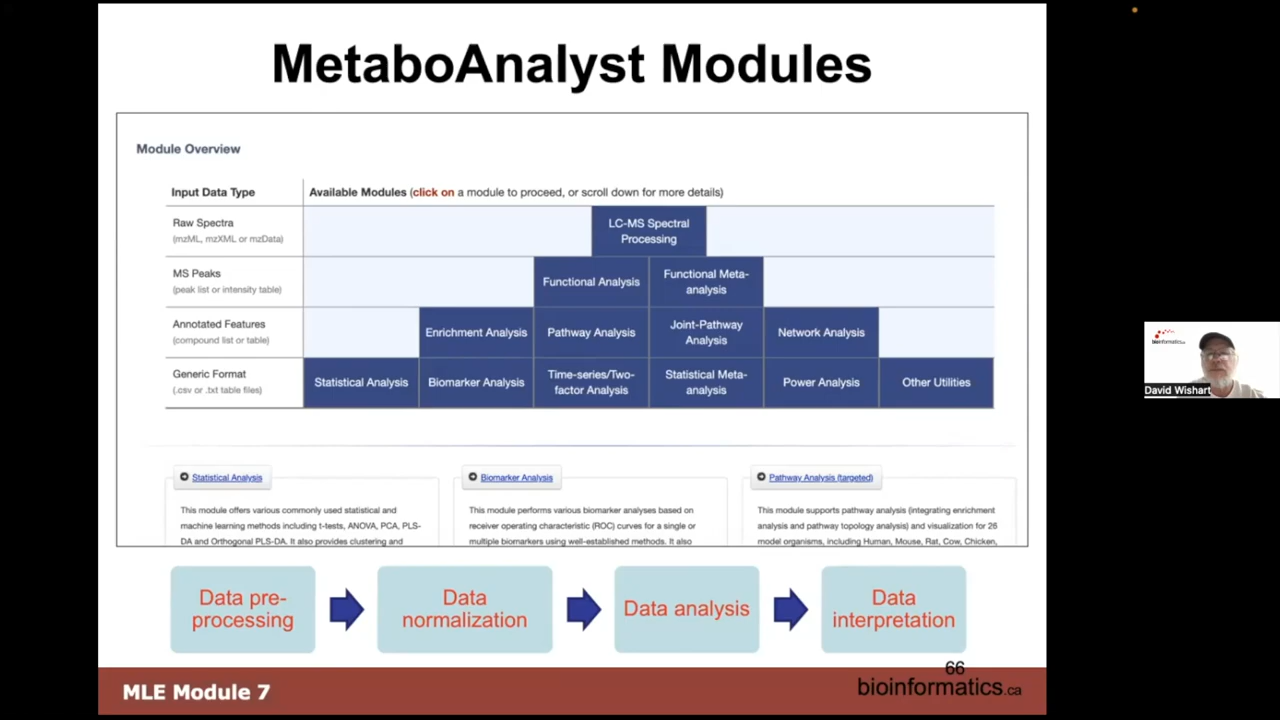 MetaboAnalyst Modules
Module Overview
Input Data Type
Available Modules (click on a module to proceed, or scroll down for more details)
Raw Spectra
(mzML, mzXML or mzData)
LC-MS Spectral
Processing
MS Peaks
(peak list or intensity table)
Functional Analysis
Functional Meta-
analysis
Annotated Features
(compound list or table)
Enrichment Analysis
Pathway Analysis
Joint-Pathway
Analysis
Network Analysis
Generic Format
(.csv or .txt table files)
Statistical Analysis
Biomarker Analysis
Time-series/Two-
factor Analysis
Statistical Meta-
analysis
Power Analysis
Other Utilities
Statistical Analysis
This module offers various commonly used statistical and
machine learning methods including t-tests, ANOVA, PCA, PLS-
DA and Orthogonal PLS-DA. It also provides clustering and
Biomarker Analysis
This module performs various biomarker analyses based on
receiver operating characteristic (ROC) curves for a single or
multiple biomarkers using well-established methods. It also
Pathway Analysis (targeted)
This module supports pathway analysis (integrating enrichment
analysis and pathway topology analysis) and visualization for 26
model organisms, including Human, Mouse, Rat, Cow, Chicken,
Data pre-
processing
Data
normalization
Data analysis
Data
interpretation
MLE Module 7
66
bioinformatics.ca
bioinformatics.ca
David Wishart